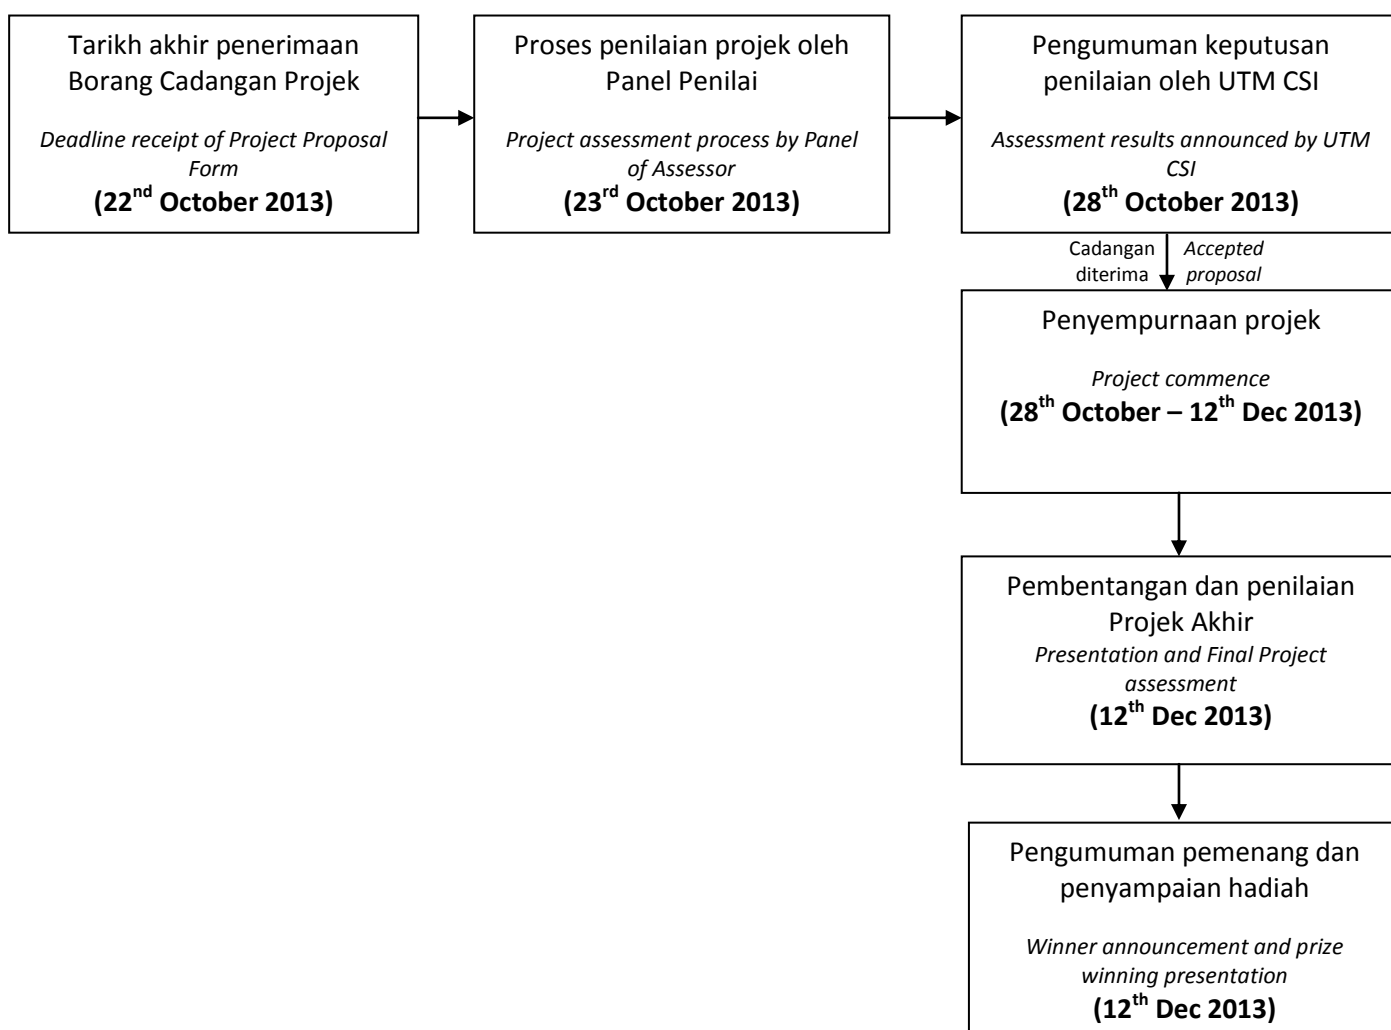 Tarikh akhir penerimaan
Borang Cadangan Projek
Deadline receipt of Project Proposal
Form
(22nd October 2013)
Proses penilaian projek oleh
Panel Penilai
Project assessment process by Panel
of Assessor
(23rd October 2013)
Pengumuman keputusan
penilaian oleh UTM CSI
Assessment results announced by UTM
CSI
(28th October 2013)
Cadangan
diterima
Accepted
proposal
Penyempurnaan projek
Project commence
(28th October – 12th Dec 2013)
Pembentangan dan penilaian
Projek Akhir
Presentation and Final Project
assessment
(12th Dec 2013)
Pengumuman pemenang dan
penyampaian hadiah
Winner announcement and prize
winning presentation
(12th Dec 2013)